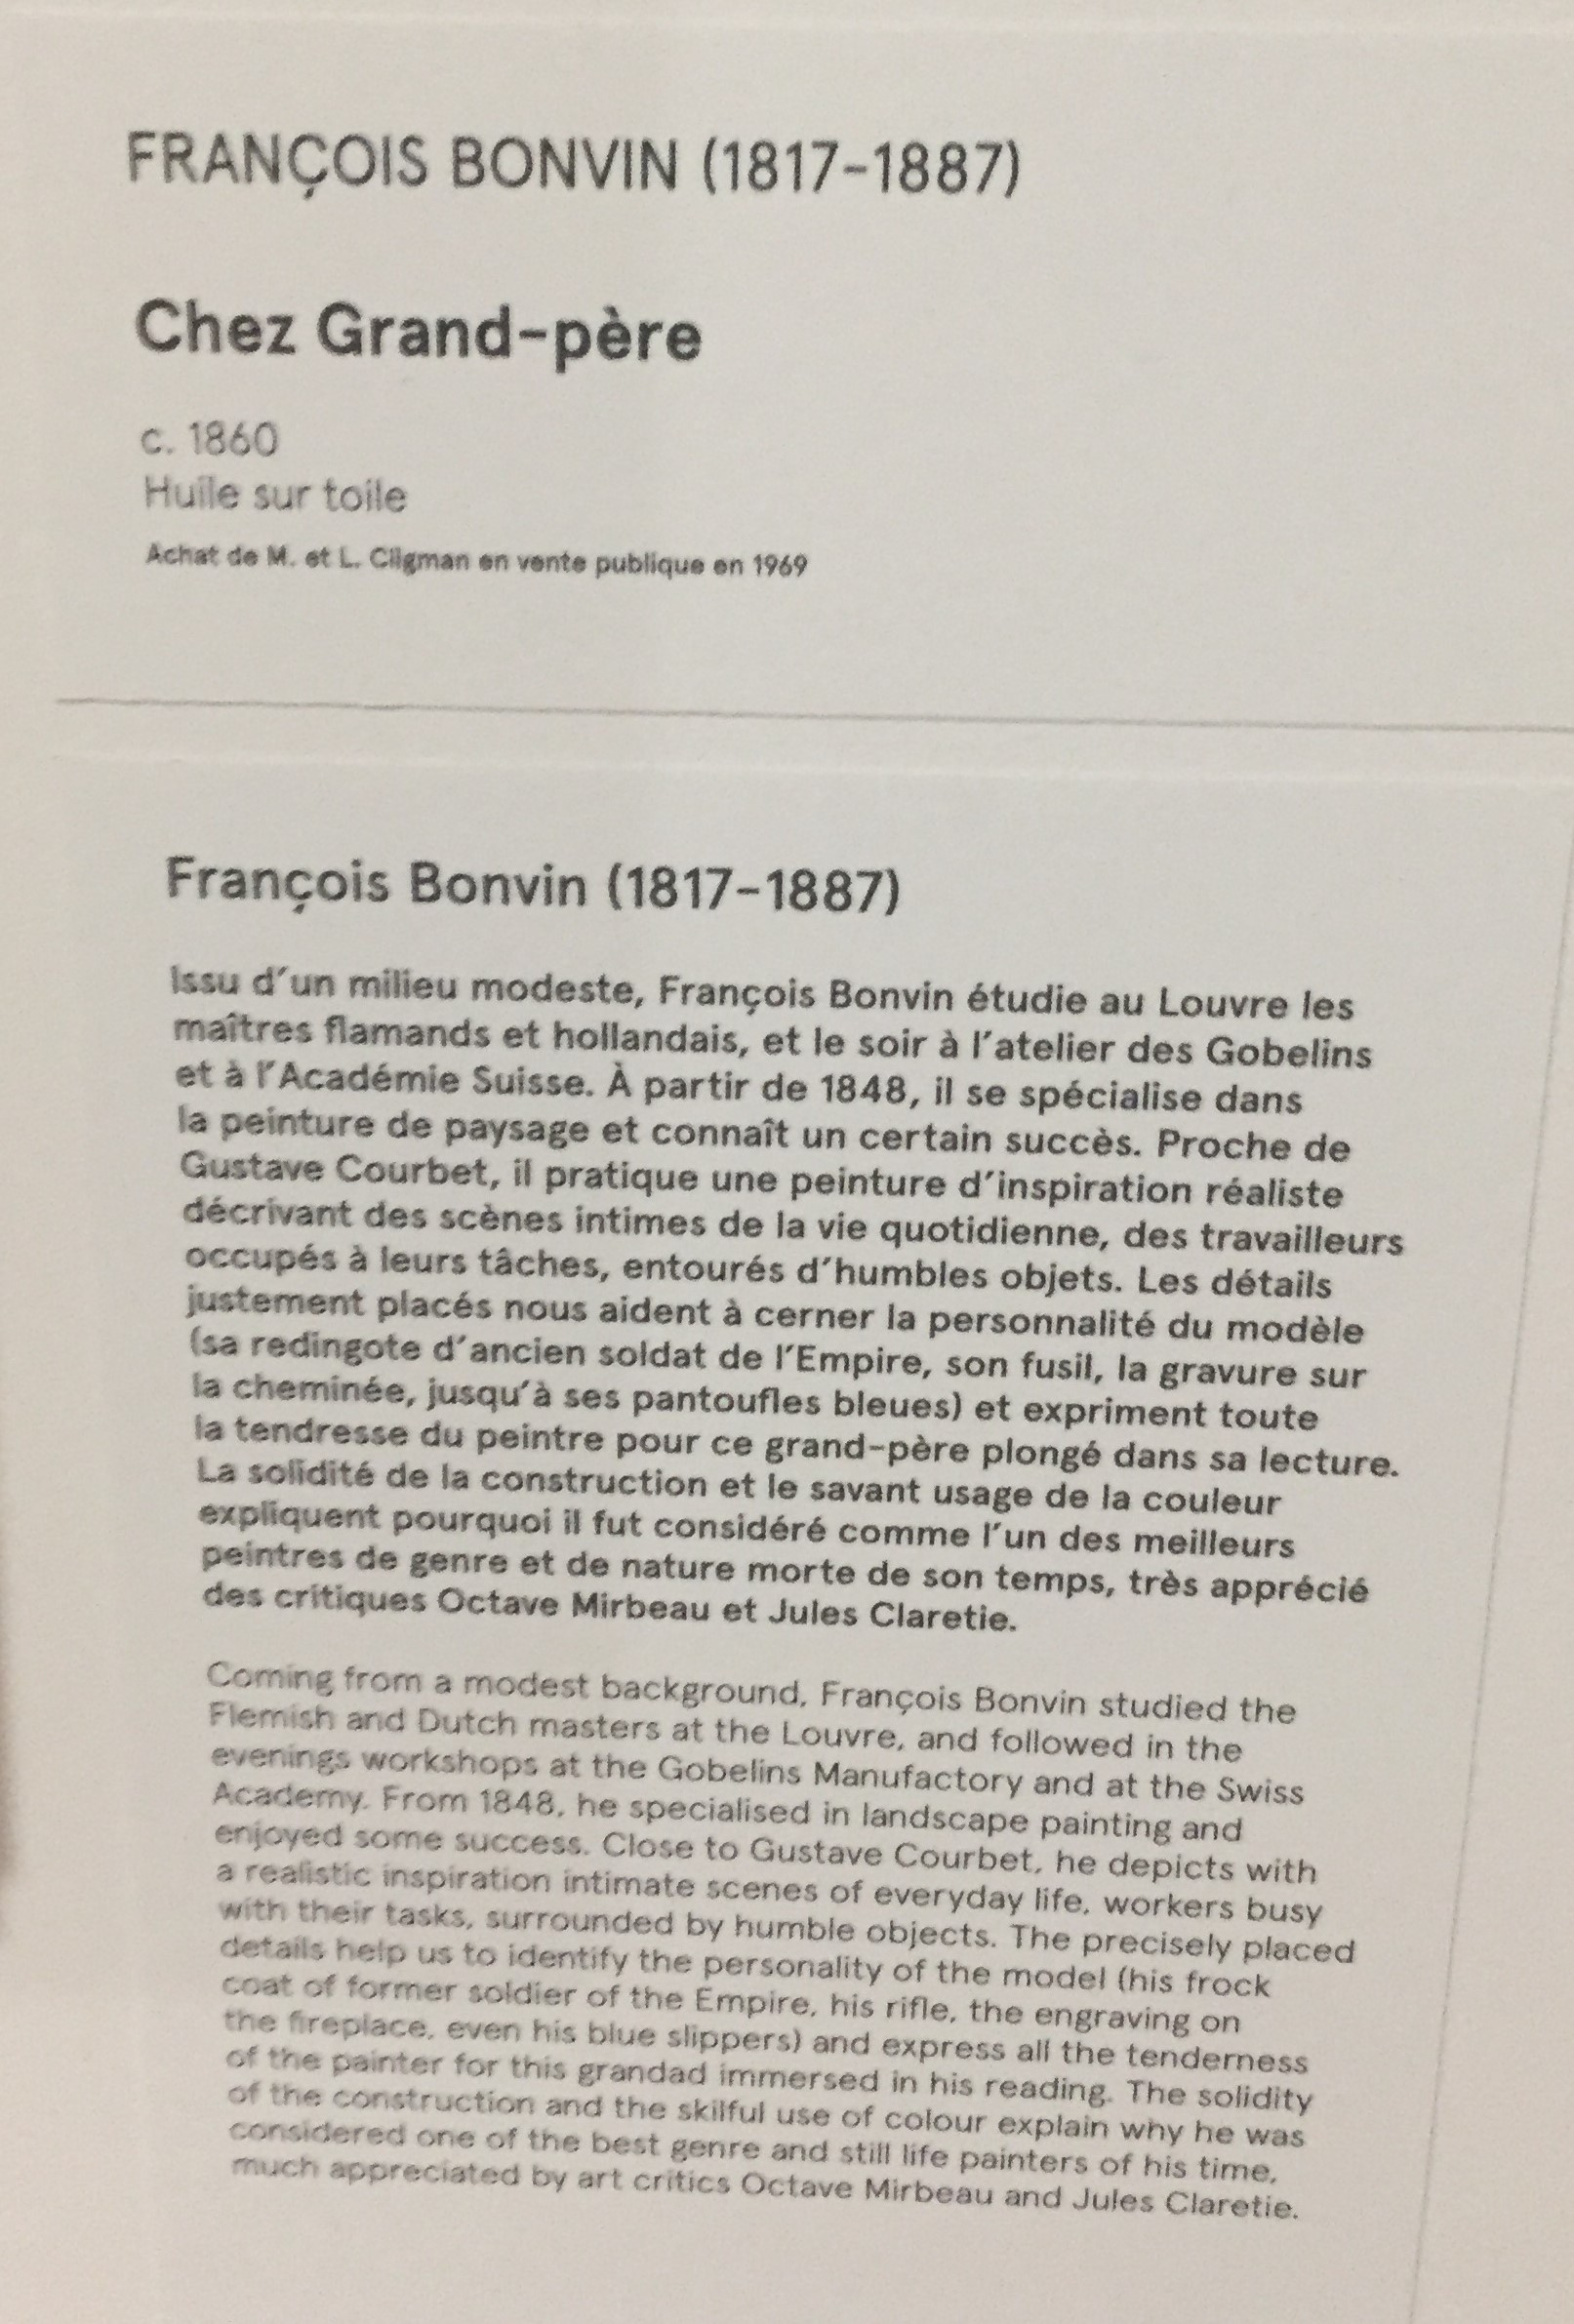 FRANÇOIS BONVIN (1817-1887)
Chez Grand-père
c. 1860
Huile sur toile
Achat de M. et L. Cligman en vente publique en 1969
François Bonvin (1817-1887)
Issu d'un milieu modeste, François Bonvin étudie au Louvre les
maîtres flamands et hollandais, et le soir à l'atelier des Gobelins
et à l'Académie Suisse. À partir de 1848, il se spécialise dans
la peinture de paysage et connaît un certain succès. Proche de
Gustave Courbet, il pratique une peinture d'inspiration réaliste
décrivant des scènes intimes de la vie quotidienne, des travailleurs
occupés à leurs tâches, entourés d'humbles objets. Les détails
justement placés nous aident à cerner la personnalité du modèle
(sa redingote d'ancien soldat de l'Empire, son fusil, la gravure sur
la cheminée, jusqu'à ses pantoufles bleues) et expriment toute
la tendresse du peintre pour ce grand-père plongé dans sa lecture.
La solidité de la construction et le savant usage de la couleur
expliquent pourquoi il fut considéré comme l'un des meilleurs
peintres de genre et de nature morte de son temps, très apprécié
des critiques Octave Mirbeau et Jules Claretie.
Coming from a modest background, François Bonvin studied the
Flemish and Dutch masters at the Louvre, and followed in the
evenings workshops at the Gobelins Manufactory and at the Swiss
Academy. From 1848, he specialised in landscape painting and
enjoyed some success. Close to Gustave Courbet, he depicts with
a realistic inspiration intimate scenes of everyday life, workers busy
with their tasks, surrounded by humble objects. The precisely placed
details help us to identify the personality of the model (his frock
coat of former soldier of the Empire, his rifle, the engraving on
the fireplace, even his blue slippers) and express all the tenderness
of the painter for this grandad immersed in his reading. The solidity
of the construction and the skilful use of colour explain why he was
considered one of the best genre and still life painters of his time,
much appreciated by art critics Octave Mirbeau and Jules Claretie.